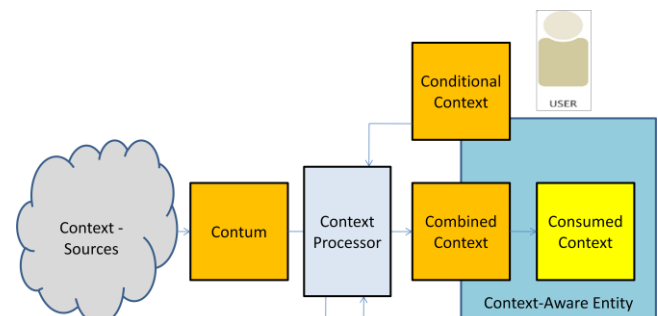 Conditional
Context
USER
Context -
Sources
Contum
Context
Processor
Combined
Context
Consumed
Context
Context-Aware Entity